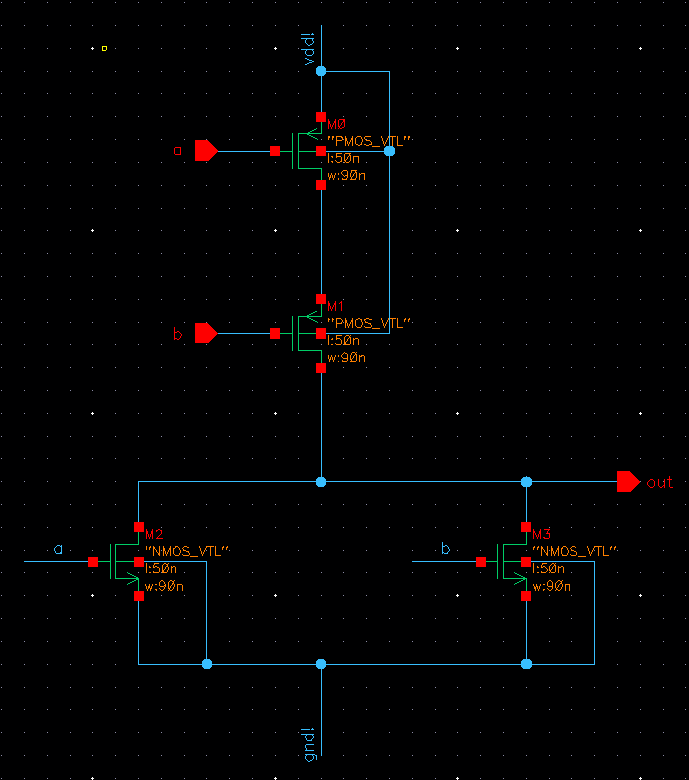 vdd!
M0
"PMOS_VTL"
a
l:50n
w:90n
M1
"PMOS_VTL"
b
l:50n
w:90n
out
M2
M3
a
"NMOS_VTL"
b
"NMOS_VTL"
l:50n
l:50n
w:90n
w:90n
gnd!